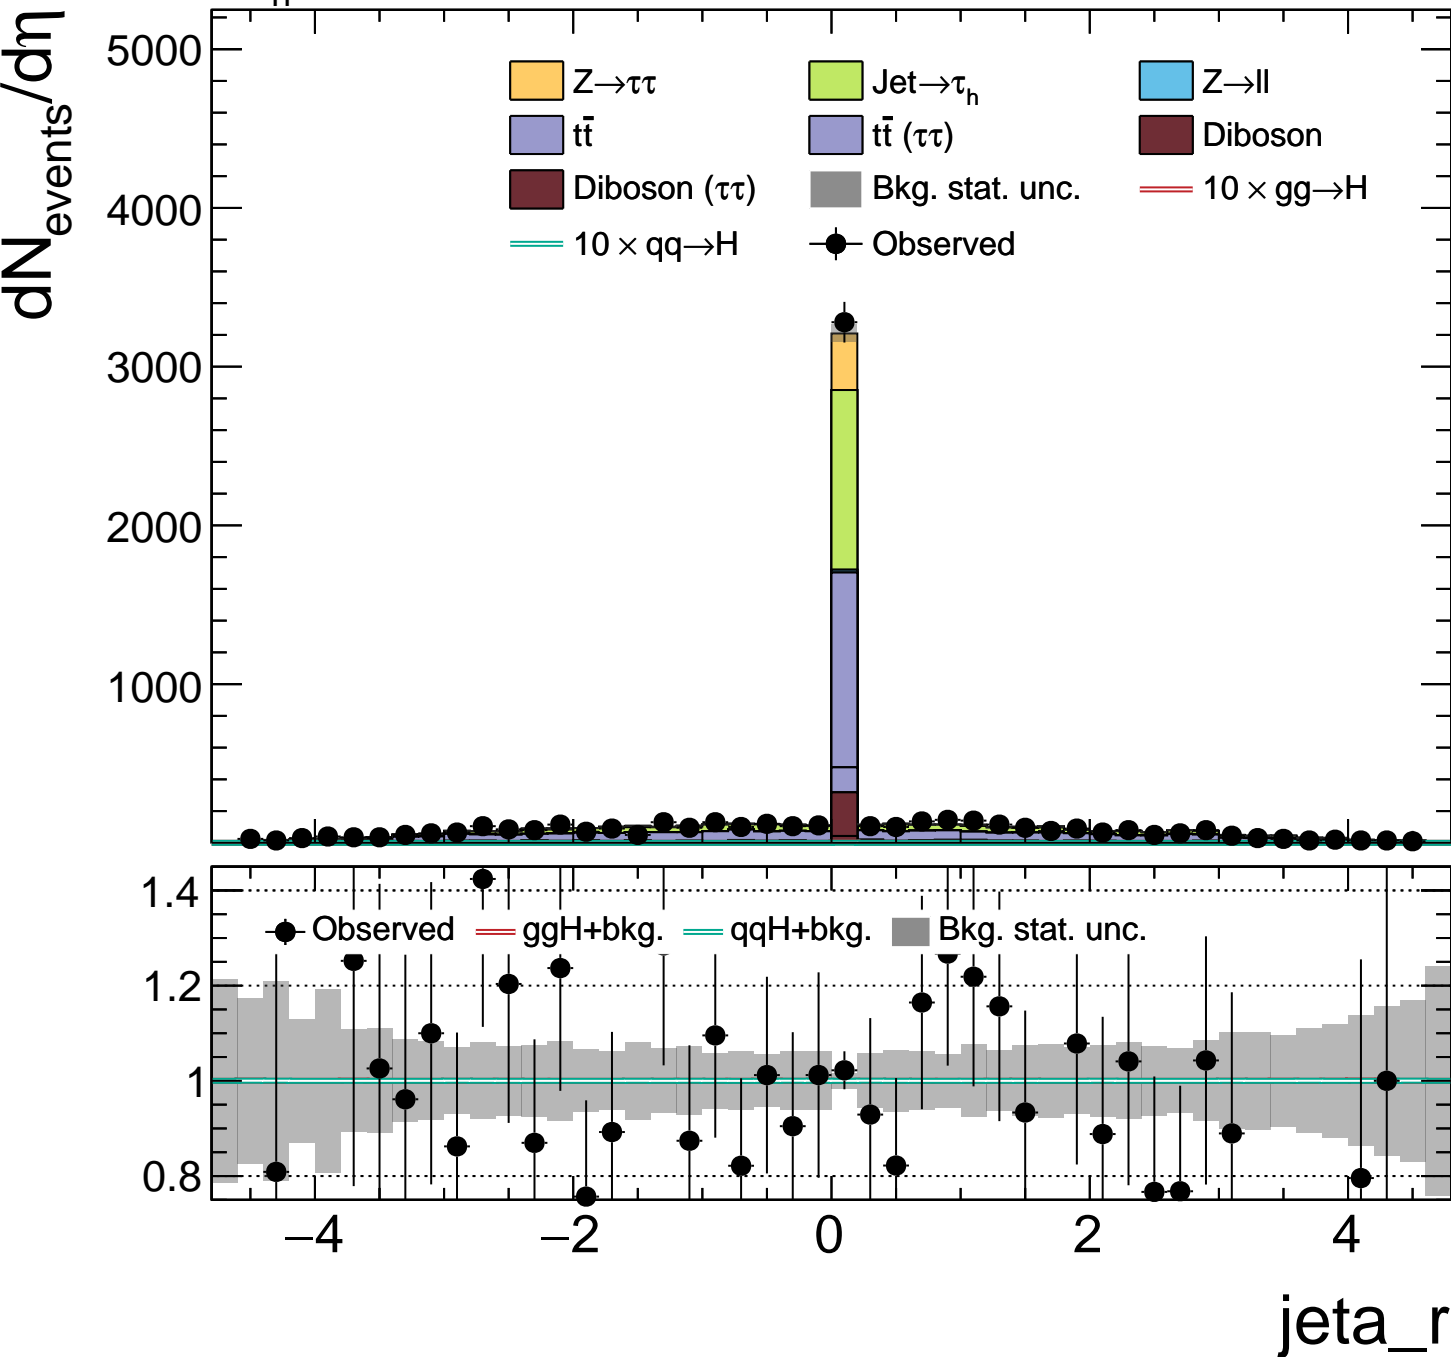 dN_events/dη
5000
4000
3000
2000
1000
Z→ττ Jet→τ_h Z→ll
tt̄ tt̄ (ττ) Diboson
Diboson (ττ) Bkg. stat. unc. 10 × gg→H
10 × qq→H Observed
1.4
1.2
1
0.8
Observed ggH+bkg. qqH+bkg. Bkg. stat. unc.
−4 −2 0 2 4
jeta_r